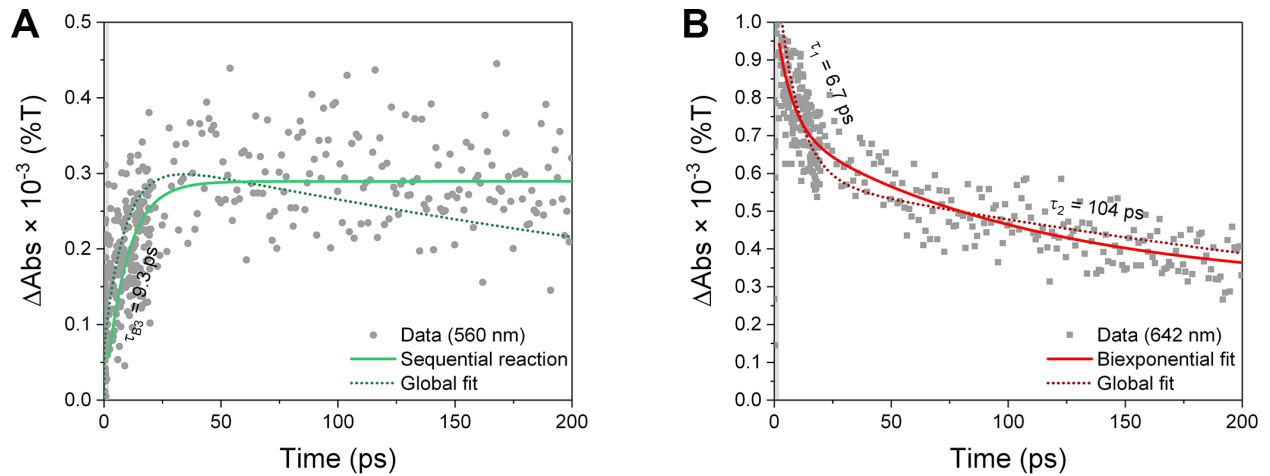 A
0.5
0.4
0.3
0.2
0.1
0.0
ΔAbs × 10⁻³ (%T)
τB3 = 9.3 ps
Data (560 nm)
Sequential reaction
Global fit
0 50 100 150 200
Time (ps)
B
1.0
0.9
0.8
0.7
0.6
0.5
0.4
0.3
0.2
0.1
0.0
ΔAbs × 10⁻³ (%T)
τ1 = 6.7 ps
τ2 = 104 ps
Data (642 nm)
Biexponential fit
Global fit
0 50 100 150 200
Time (ps)